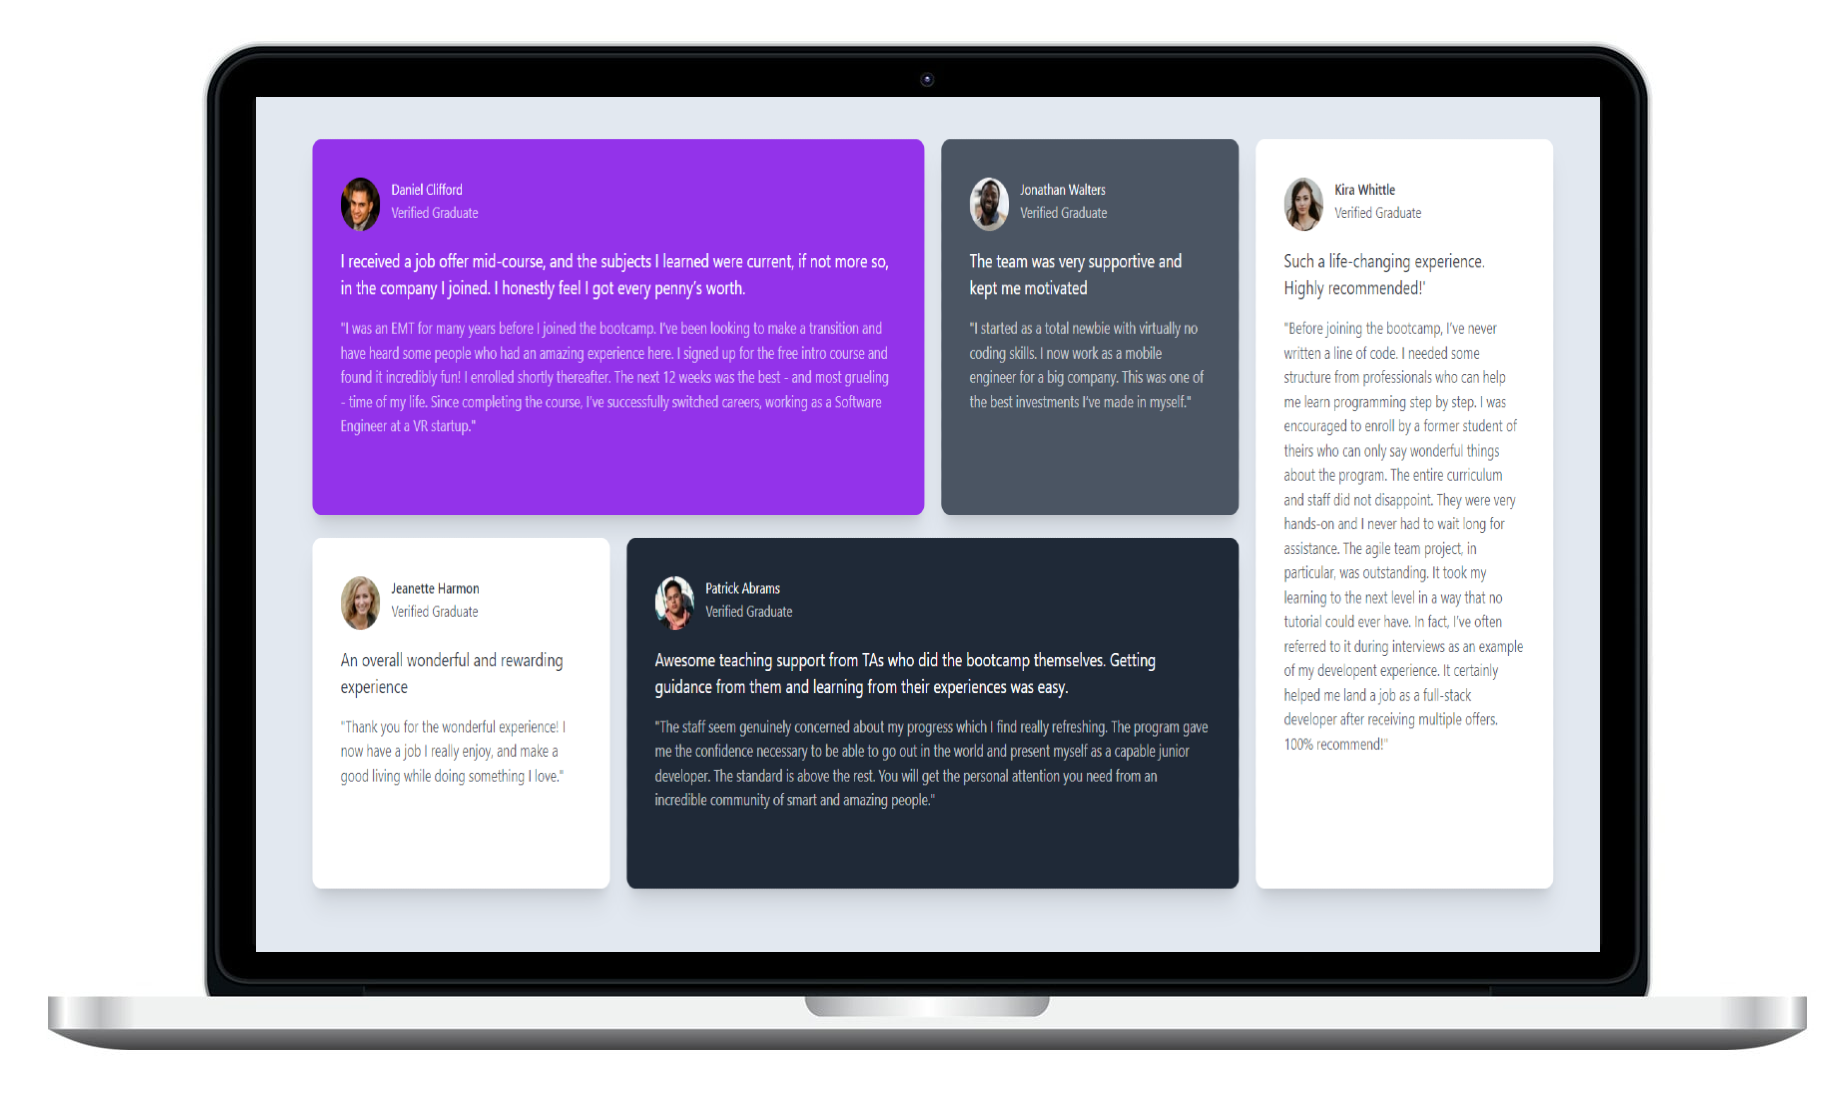 Daniel Clifford
Verified Graduate
I received a job offer mid-course, and the subjects I learned were current, if not more so,
in the company I joined. I honestly feel I got every penny’s worth.
"I was an EMT for many years before I joined the bootcamp. I’ve been looking to make a transition and
have heard some people who had an amazing experience here. I signed up for the free intro course and
found it incredibly fun! I enrolled shortly thereafter. The next 12 weeks was the best - and most grueling
- time of my life. Since completing the course, I’ve successfully switched careers, working as a Software
Engineer at a VR startup."
Jonathan Walters
Verified Graduate
The team was very supportive and
kept me motivated
"I started as a total newbie with virtually no
coding skills. I now work as a mobile
engineer for a big company. This was one of
the best investments I’ve made in myself."
Kira Whittle
Verified Graduate
Such a life-changing experience.
Highly recommended!'
"Before joining the bootcamp, I’ve never
written a line of code. I needed some
structure from professionals who can help
me learn programming step by step. I was
encouraged to enroll by a former student of
theirs who can only say wonderful things
about the program. The entire curriculum
and staff did not disappoint. They were very
hands-on and I never had to wait long for
assistance. The agile team project, in
particular, was outstanding. It took my
learning to the next level in a way that no
tutorial could ever have. In fact, I’ve often
referred to it during interviews as an example
of my developent experience. It certainly
helped me land a job as a full-stack
developer after receiving multiple offers.
100% recommend!"
Jeanette Harmon
Verified Graduate
An overall wonderful and rewarding
experience
"Thank you for the wonderful experience! I
now have a job I really enjoy, and make a
good living while doing something I love."
Patrick Abrams
Verified Graduate
Awesome teaching support from TAs who did the bootcamp themselves. Getting
guidance from them and learning from their experiences was easy.
"The staff seem genuinely concerned about my progress which I find really refreshing. The program gave
me the confidence necessary to be able to go out in the world and present myself as a capable junior
developer. The standard is above the rest. You will get the personal attention you need from an
incredible community of smart and amazing people."